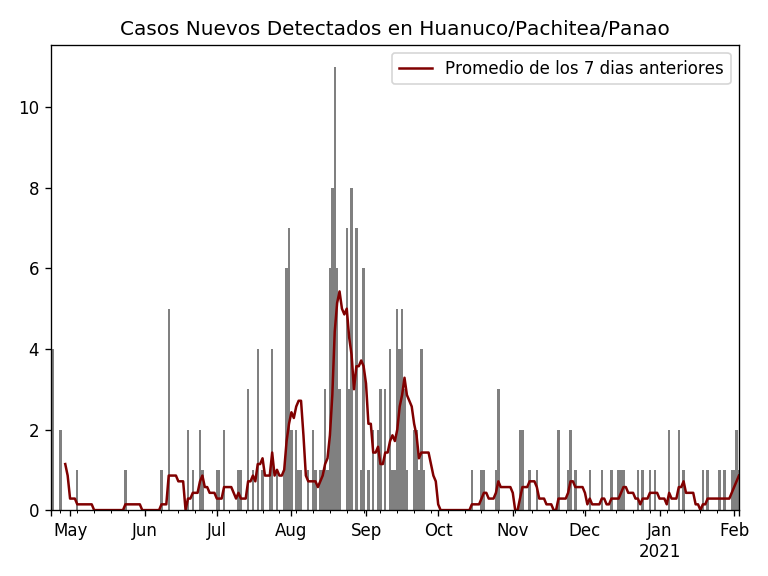 Casos Nuevos Detectados en Huanuco/Pachitea/Panao
Promedio de los 7 dias anteriores
10
8
6
4
2
0
May Jun Jul Aug Sep Oct Nov Dec Jan Feb
2021